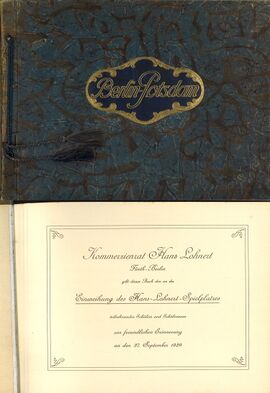 Berlin-Potsdam
Kommerzienrat Hans Lohnert
Fürth-Berlin
gibt dieses Buch den an der
Einweihung des Hans-Lohnert-Spielplatzes
teilnehmenden Schülern und Schülerinnen
zur freundlichen Erinnerung
an den 27. September 1929